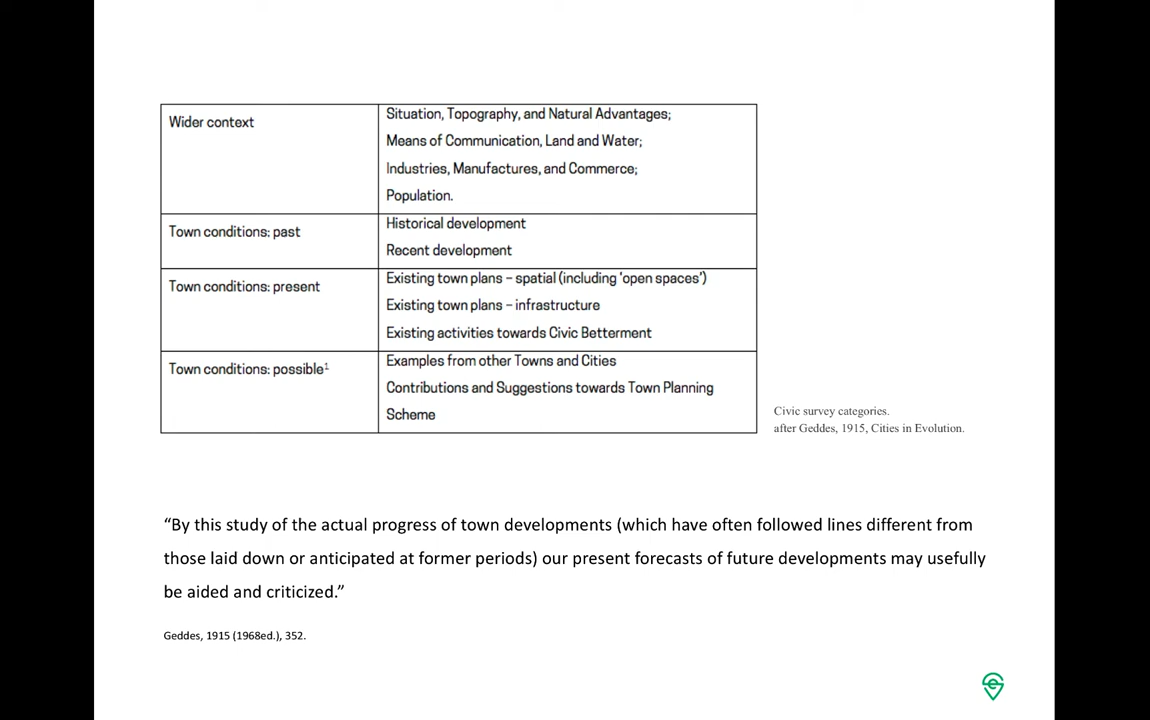 Wider context
Situation, Topography, and Natural Advantages;
Means of Communication, Land and Water;
Industries, Manufactures, and Commerce;
Population.
Town conditions: past
Historical development
Recent development
Town conditions: present
Existing town plans – spatial (including 'open spaces')
Existing town plans – infrastructure
Existing activities towards Civic Betterment
Town conditions: possible¹
Examples from other Towns and Cities
Contributions and Suggestions towards Town Planning
Scheme
Civic survey categories.
after Geddes, 1915, Cities in Evolution.
“By this study of the actual progress of town developments (which have often followed lines different from
those laid down or anticipated at former periods) our present forecasts of future developments may usefully
be aided and criticized.”
Geddes, 1915 (1968ed.), 352.